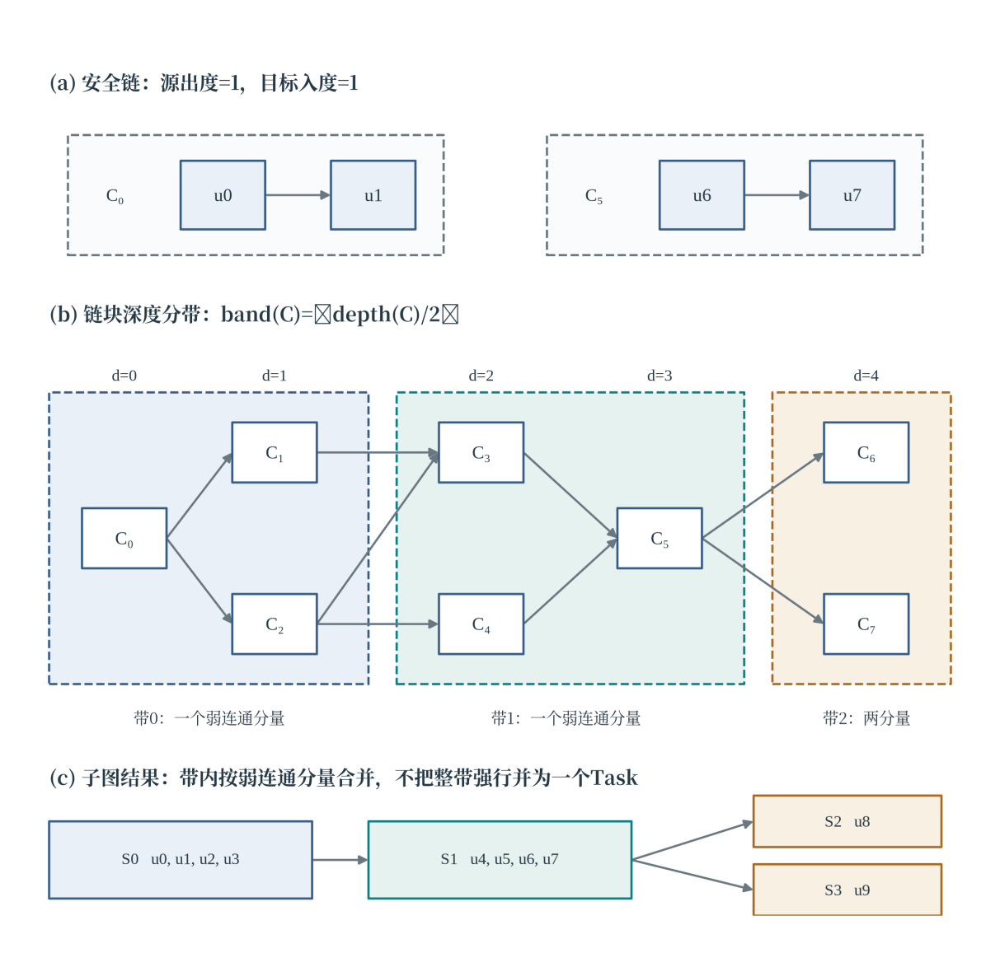 (a) 安全链：源出度=1，目标入度=1
C₀ u0 u1 C₅ u6 u7
(b) 链块深度分带：band(C)=☒depth(C)/2☒
d=0 d=1 d=2 d=3 d=4
C₁ C₃ C₆
C₀ C₅
C₂ C₄ C₇
带0：一个弱连通分量 带1：一个弱连通分量 带2：两分量
(c) 子图结果：带内按弱连通分量合并，不把整带强行并为一个Task
S2 u8
S0 u0, u1, u2, u3 S1 u4, u5, u6, u7
S3 u9